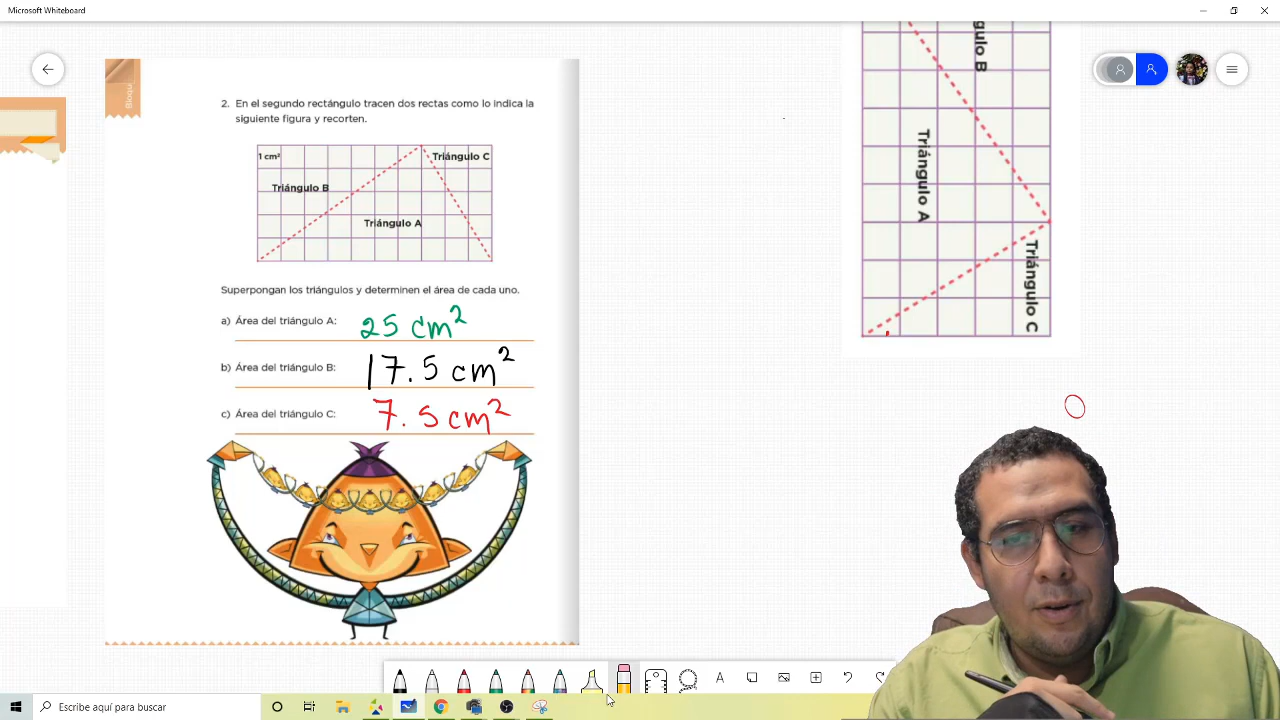 Microsoft Whiteboard
Bloqu
2. En el segundo rectángulo tracen dos rectas como lo indica la
siguiente figura y recorten.
1 cm²
Triángulo C
Triángulo B
Triángulo A
Superpongan los triángulos y determinen el área de cada uno.
a) Área del triángulo A: 25 cm²
b) Área del triángulo B: 17.5 cm²
c) Área del triángulo C: 7.5 cm²
gulo B
Triángulo A
Triángulo C
A
Escribe aquí para buscar